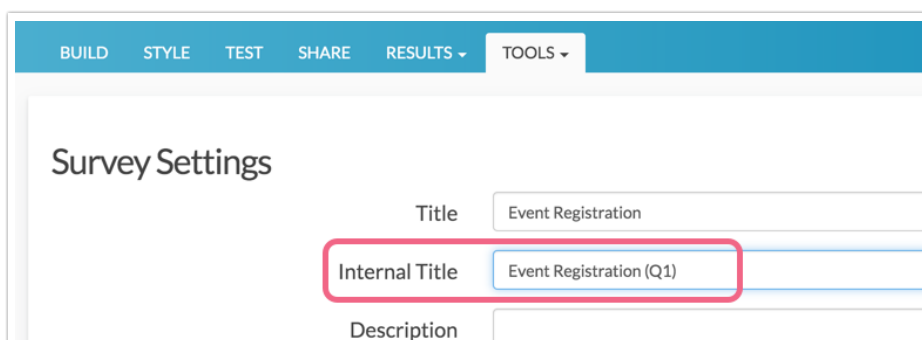 BUILD STYLE TEST SHARE RESULTS TOOLS
Survey Settings
Title Event Registration
Internal Title Event Registration (Q1)
Description